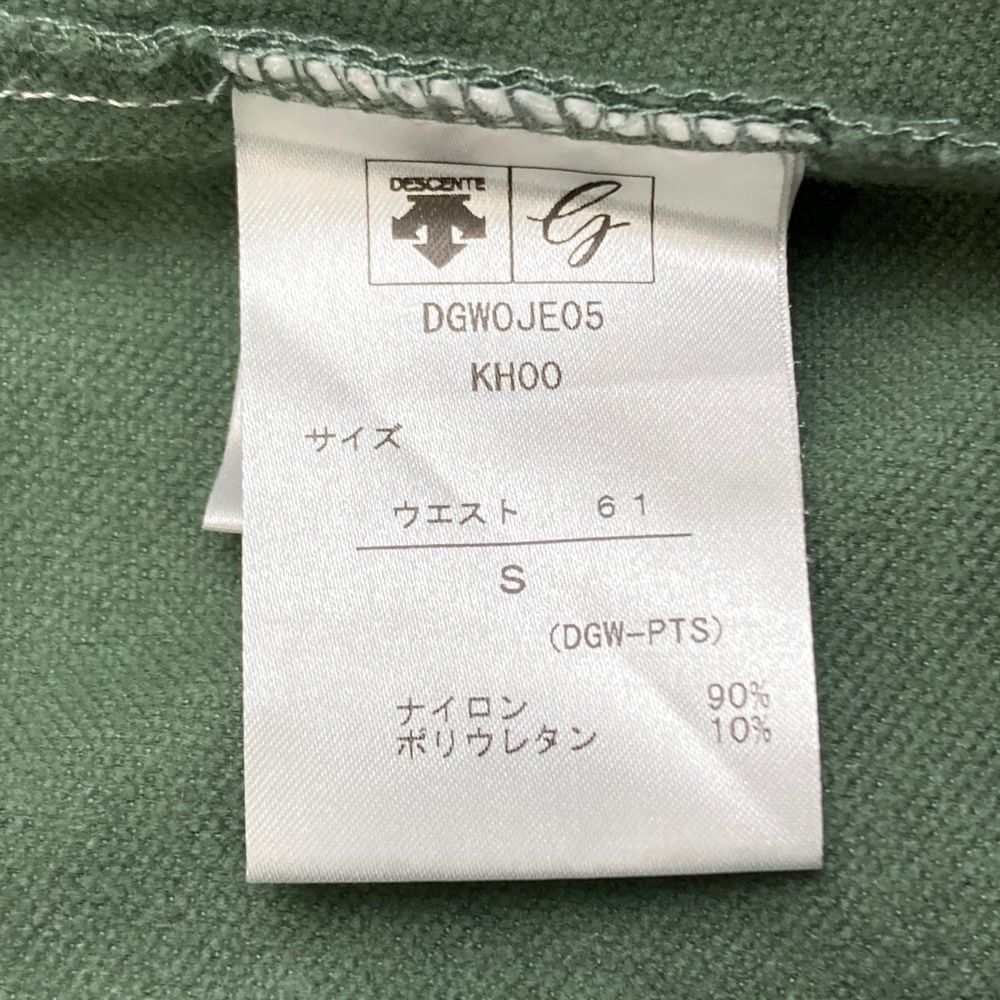 DESCENTE
G
DGWOJE05
KH00
サイズ
ウエスト 61
S
(DGW-PTS)
ナイロン 90%
ポリウレタン 10%